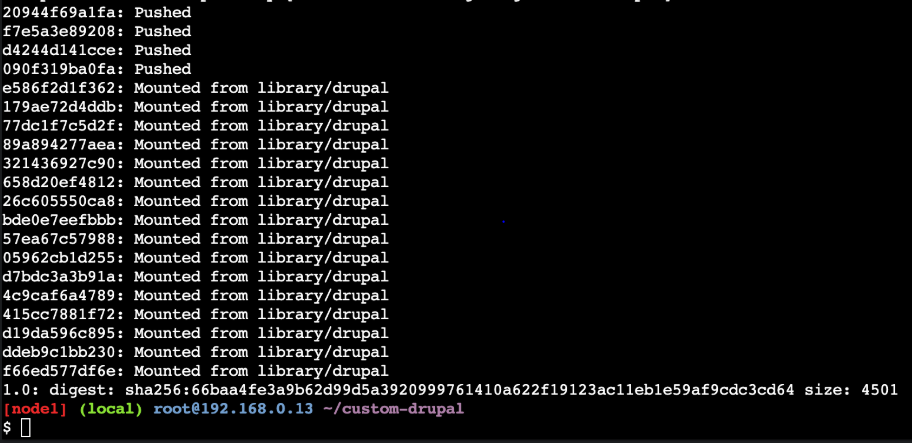 20944f69a1fa: Pushed
f7e5a3e89208: Pushed
d4244d141cce: Pushed
090f319ba0fa: Pushed
e586f2d1f362: Mounted from library/drupal
179ae72d4ddb: Mounted from library/drupal
77dc1f7c5d2f: Mounted from library/drupal
89a894277aea: Mounted from library/drupal
321436927c90: Mounted from library/drupal
658d20ef4812: Mounted from library/drupal
26c605550ca8: Mounted from library/drupal
bde0e7eefbbb: Mounted from library/drupal
57ea67c57988: Mounted from library/drupal
05962cb1d255: Mounted from library/drupal
d7bdc3a3b91a: Mounted from library/drupal
4c9caf6a4789: Mounted from library/drupal
415cc7881f72: Mounted from library/drupal
d19da596c895: Mounted from library/drupal
ddeb9c1bb230: Mounted from library/drupal
f66ed577df6e: Mounted from library/drupal
1.0: digest: sha256:66baa4fe3a9b62d99d5a3920999761410a622f19123ac11eb1e59af9cdc3cd64 size: 4501
[node1] (local) root@192.168.0.13 ~/custom-drupal
$